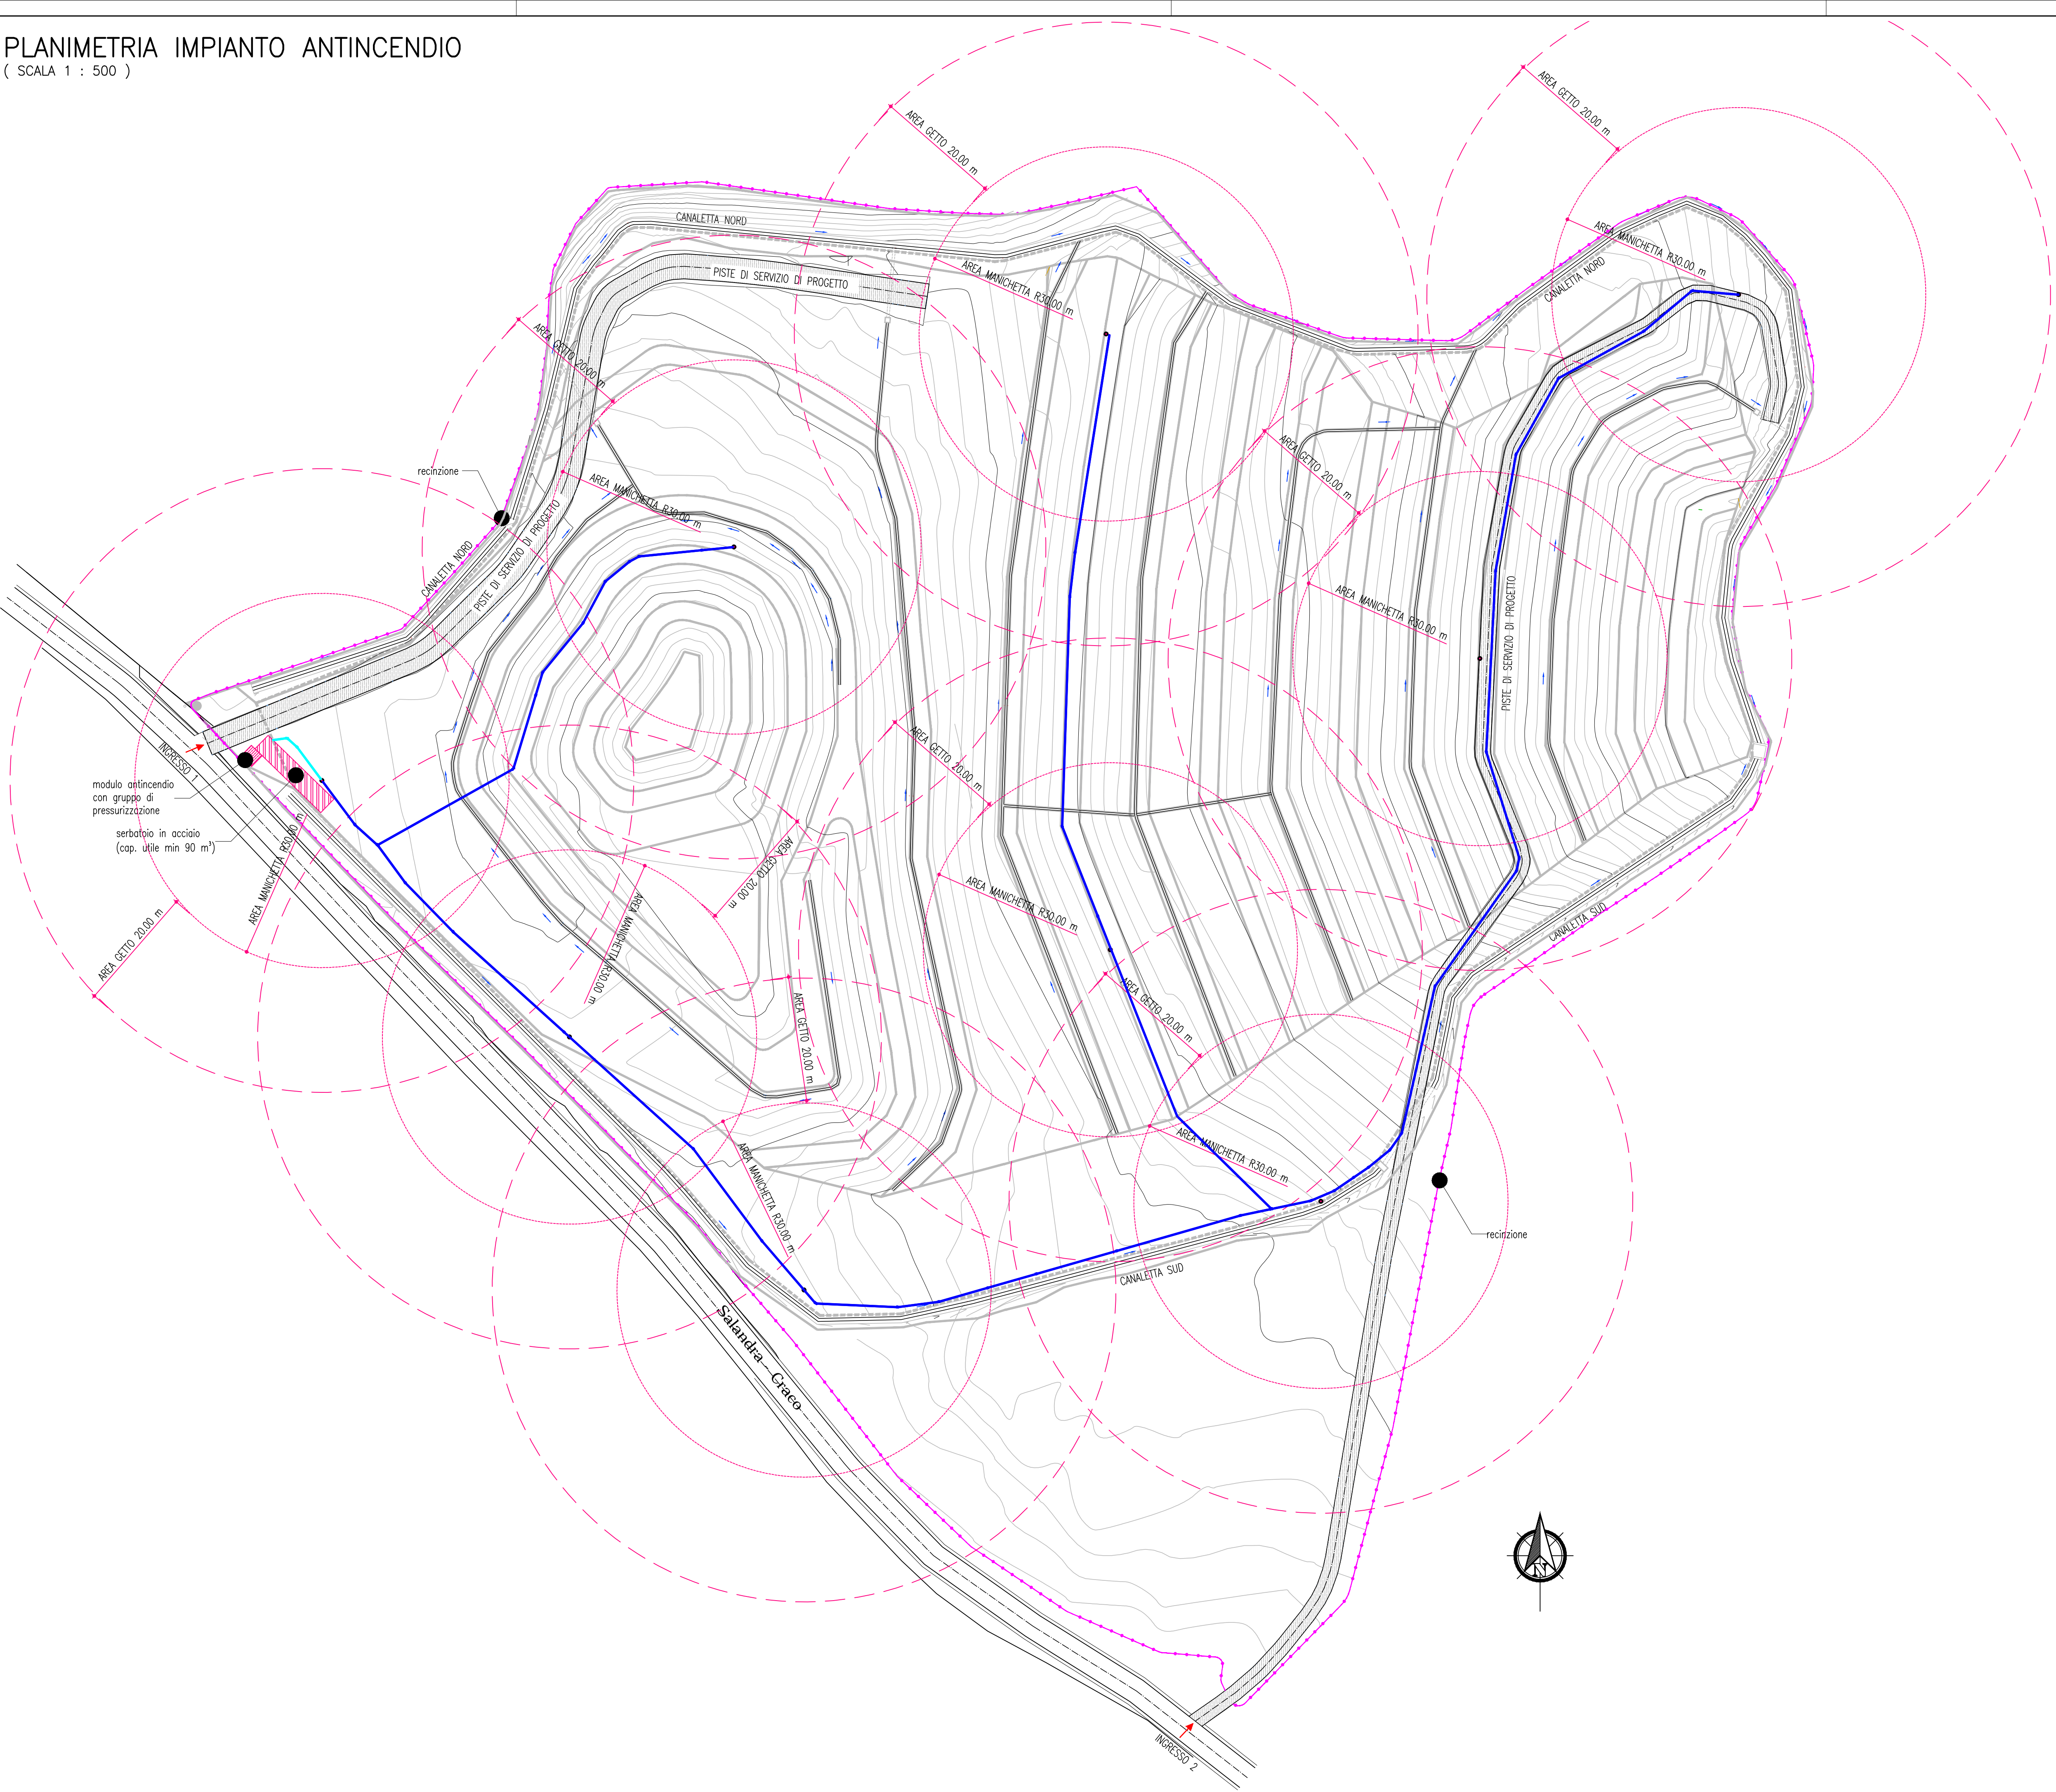 PLANIMETRIA IMPIANTO ANTINCENDIO
( SCALA 1 : 500 )
AREA GETTO 20.00 m
AREA GETTO 20.00 m
AREA MANICHETTA R30.00 m
CANALETTA NORD
AREA MANICHETTA R30.00 m
CANALETTA NORD
PISTE DI SERVIZIO DI PROGETTO
AREA GETTO 20.00 m
AREA GETTO 20.00 m
recinzione
AREA MANICHETTA R30.00 m
PISTE DI SERVIZIO DI PROGETTO
CANALETTA NORD
AREA MANICHETTA R30.00 m
PISTE DI SERVIZIO DI PROGETTO
INGRESSO 1
AREA GETTO 20.00 m
modulo antincendio
con gruppo di
pressurizzazione
serbatoio in acciaio
(cap. utile min 90 m³)
AREA MANICHETTA R30.00 m
AREA GETTO 20.00 m
AREA GETTO 20.00 m
AREA MANICHETTA R30.00 m
AREA MANICHETTA R30.00 m
CANALETTA SUD
AREA GETTO 20.00 m
AREA GETTO 20.00 m
AREA MANICHETTA R30.00 m
AREA MANICHETTA R30.00 m
recinzione
CANALETTA SUD
Salandra - Craco
N
INGRESSO 2